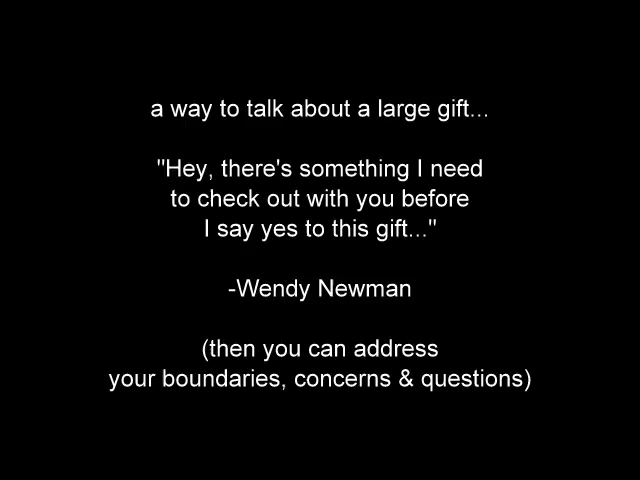 a way to talk about a large gift...
"Hey, there's something I need
to check out with you before
I say yes to this gift..."
-Wendy Newman
(then you can address
your boundaries, concerns & questions)